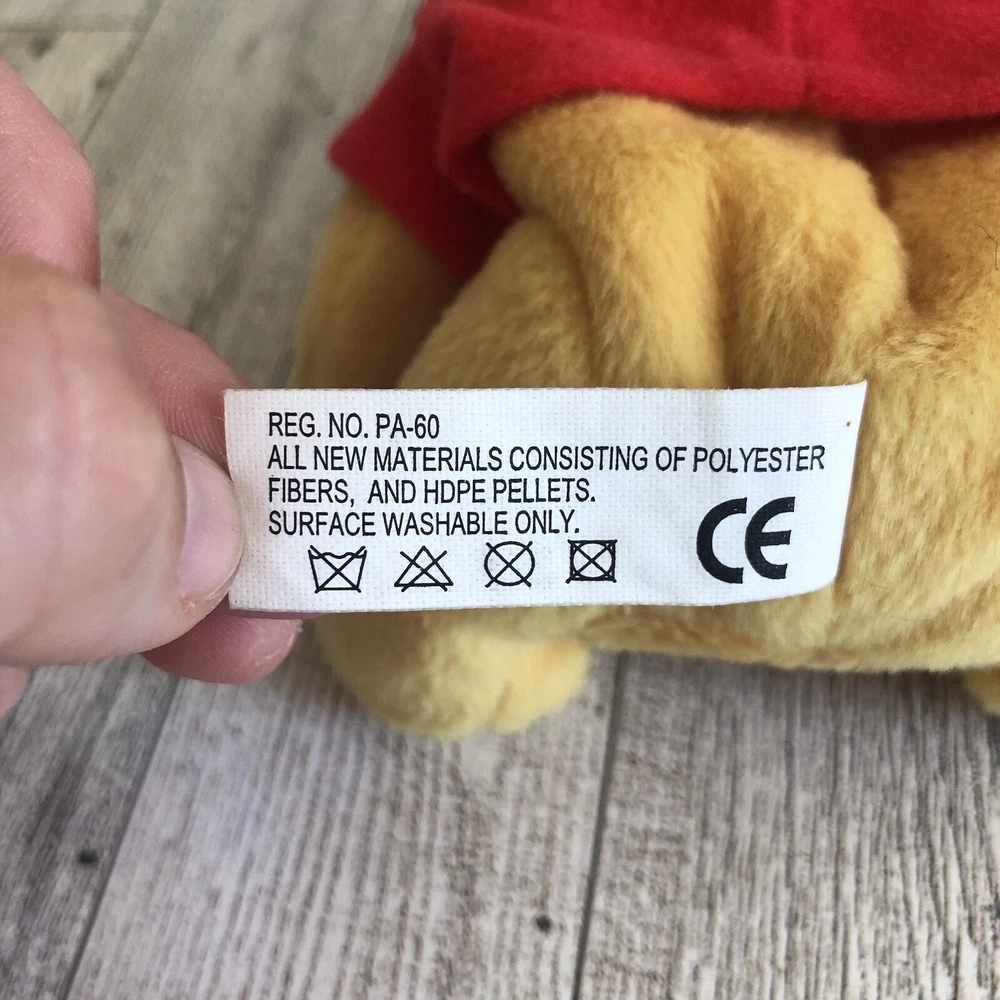 REG. NO. PA-60
ALL NEW MATERIALS CONSISTING OF POLYESTER
FIBERS, AND HDPE PELLETS.
SURFACE WASHABLE ONLY.
CE